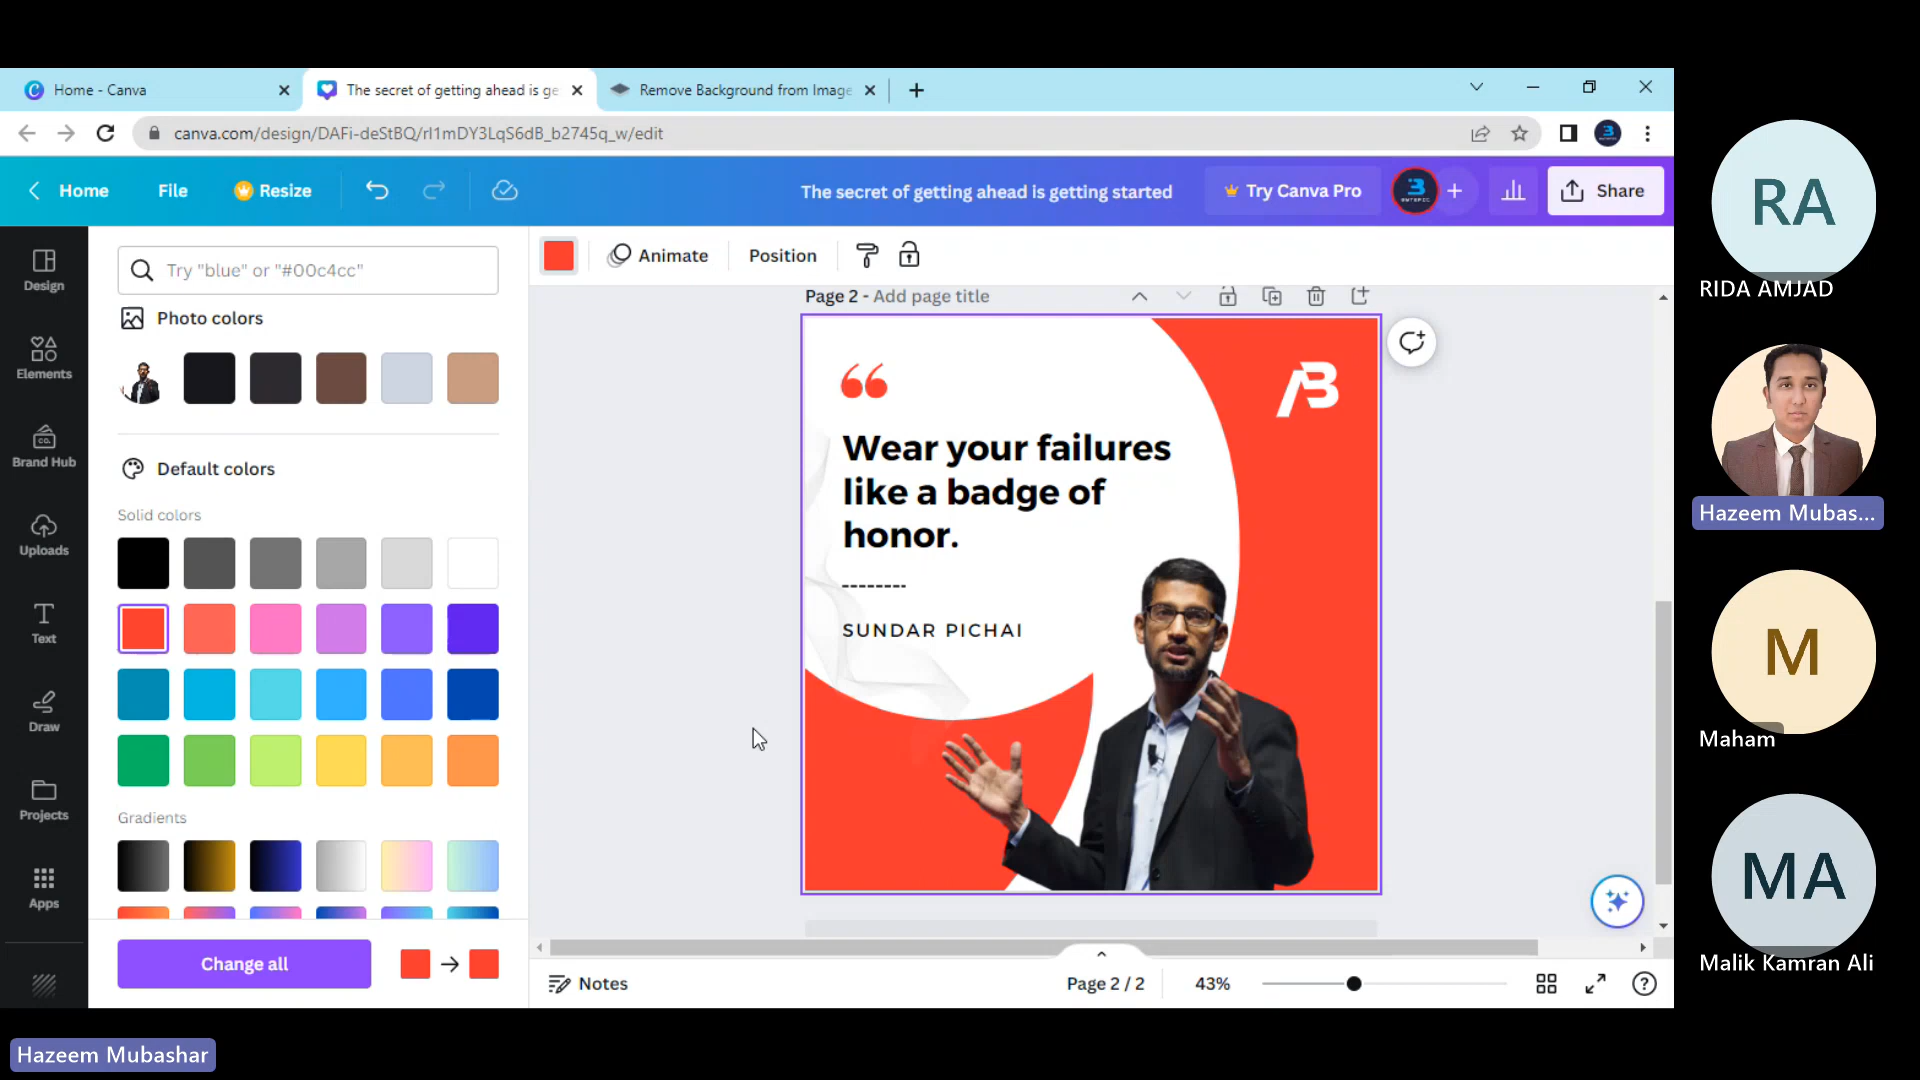 Home - Canva
The secret of getting ahead is ge
Remove Background from Image
canva.com/design/DAFi-deStBQ/rI1mDY3LqS6dB_b2745q_w/edit
Home
File
Resize
The secret of getting ahead is getting started
Try Canva Pro
Share
Design
Elements
Brand Hub
Uploads
Text
Draw
Projects
Apps
Try "blue" or "#00c4cc"
Photo colors
Default colors
Solid colors
Gradients
Change all
Animate
Position
Page 2 - Add page title
Wear your failures
like a badge of
honor.
--------
SUNDAR PICHAI
Notes
Page 2 / 2
43%
RA
RIDA AMJAD
Hazeem Mubas...
M
Maham
MA
Malik Kamran Ali
Hazeem Mubashar